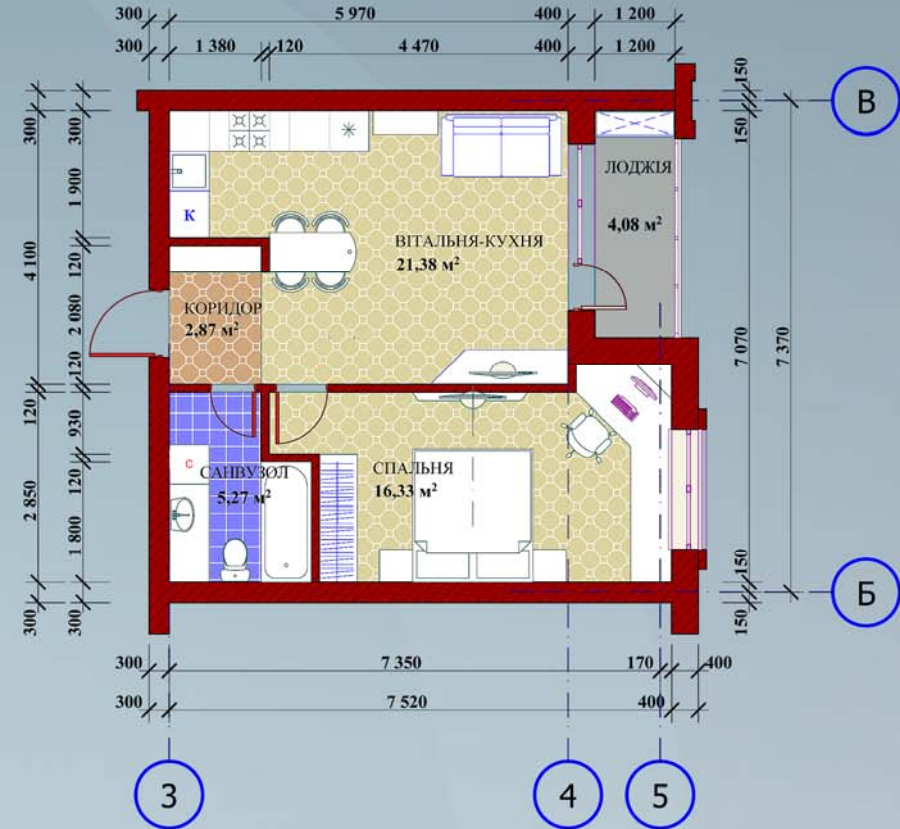 300 5 970 400 1 200
300 1 380 120 4 470 400 1 200
150
В
300 300 150
ЛОДЖІЯ
1 900
К
4,08 м²
ВІТАЛЬНЯ-КУХНЯ
21,38 м²
4 100 120
КОРИДОР
2,87 м²
2 080
7 070 7 370
120
120 930
С
САНВУЗОЛ
5,27 м²
СПАЛЬНЯ
16,33 м²
2 850 120
1 800
150
Б
300 300 150
300 7 350 170 400
300 7 520 400
3 4 5